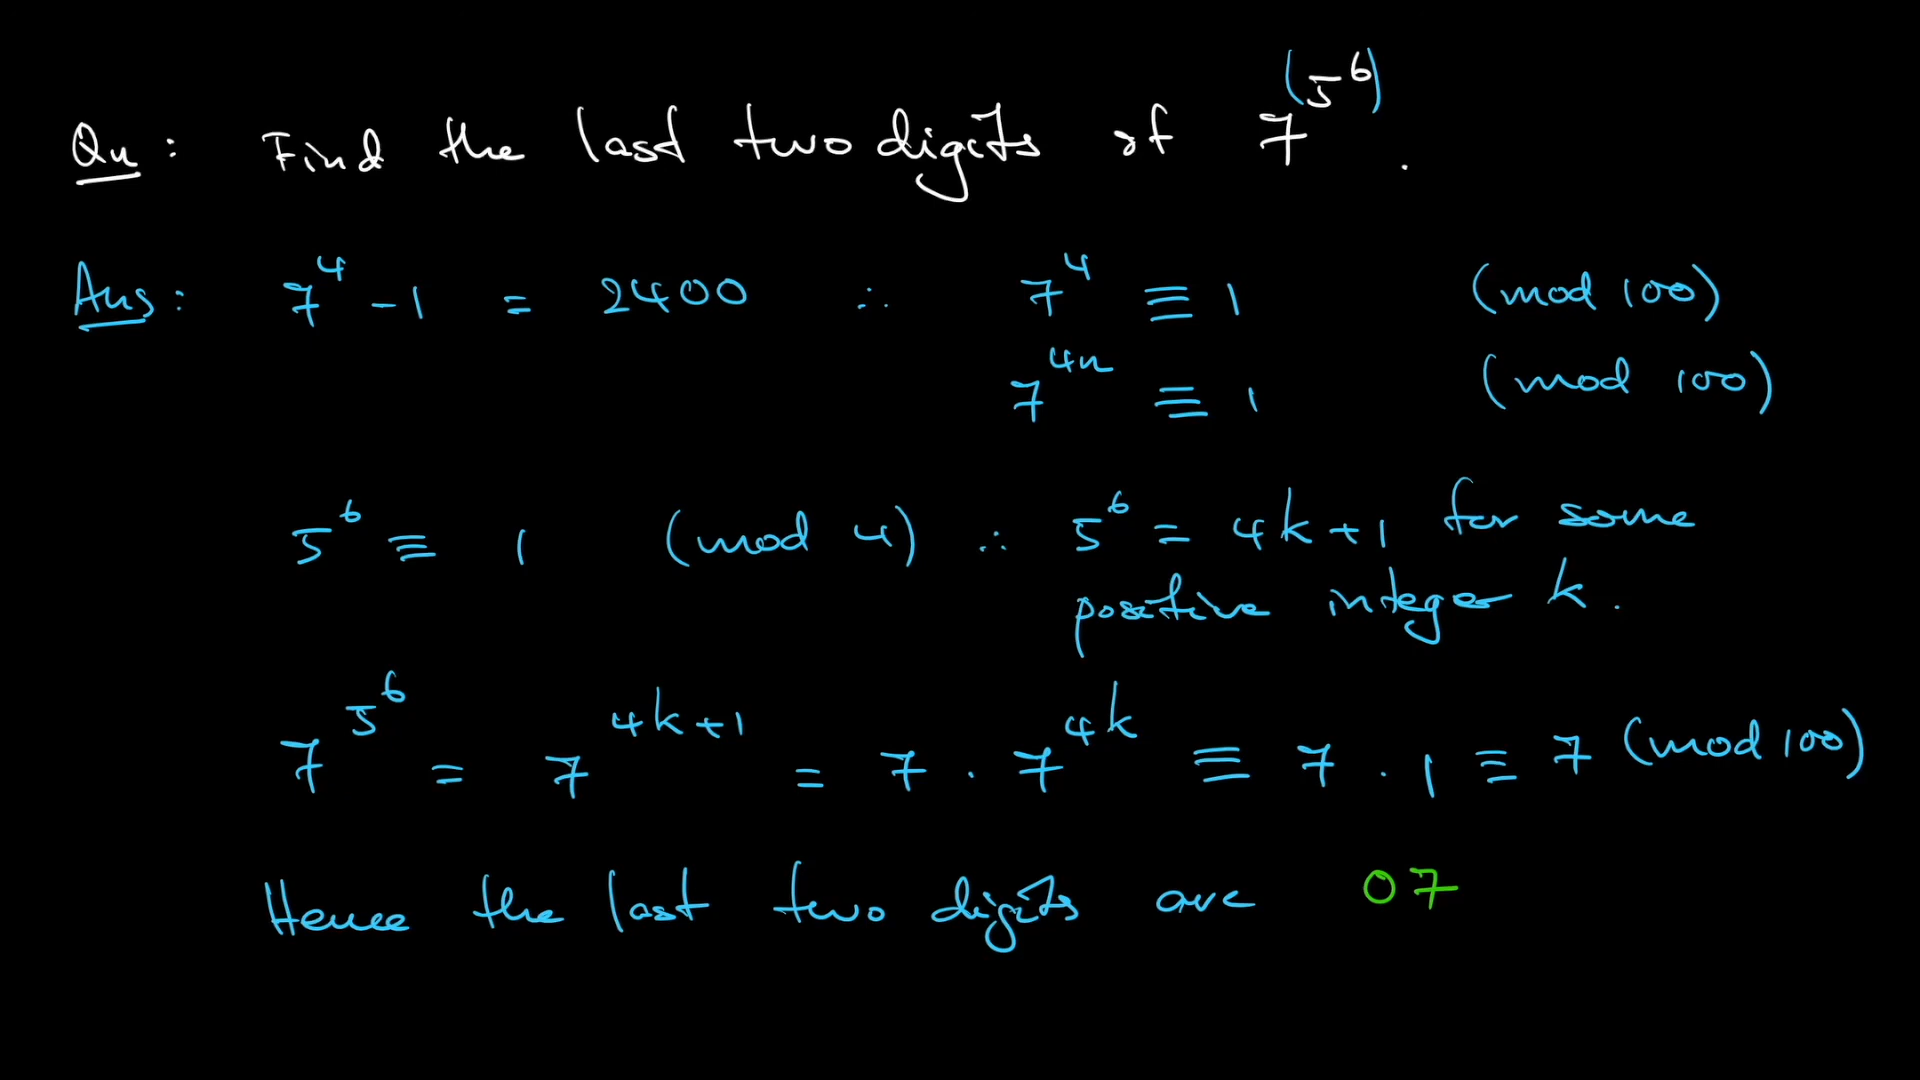 Qu: Find the last two digits of 7^(5^6).
Ans: 7^4 - 1 = 2400 ∴ 7^4 ≡ 1 (mod 100)
7^4n ≡ 1 (mod 100)
5^6 ≡ 1 (mod 4) ∴ 5^6 = 4k+1 for some
positive integer k.
7^5^6 = 7^4k+1 = 7 . 7^4k ≡ 7 . 1 ≡ 7 (mod 100)
Hence the last two digits are 07